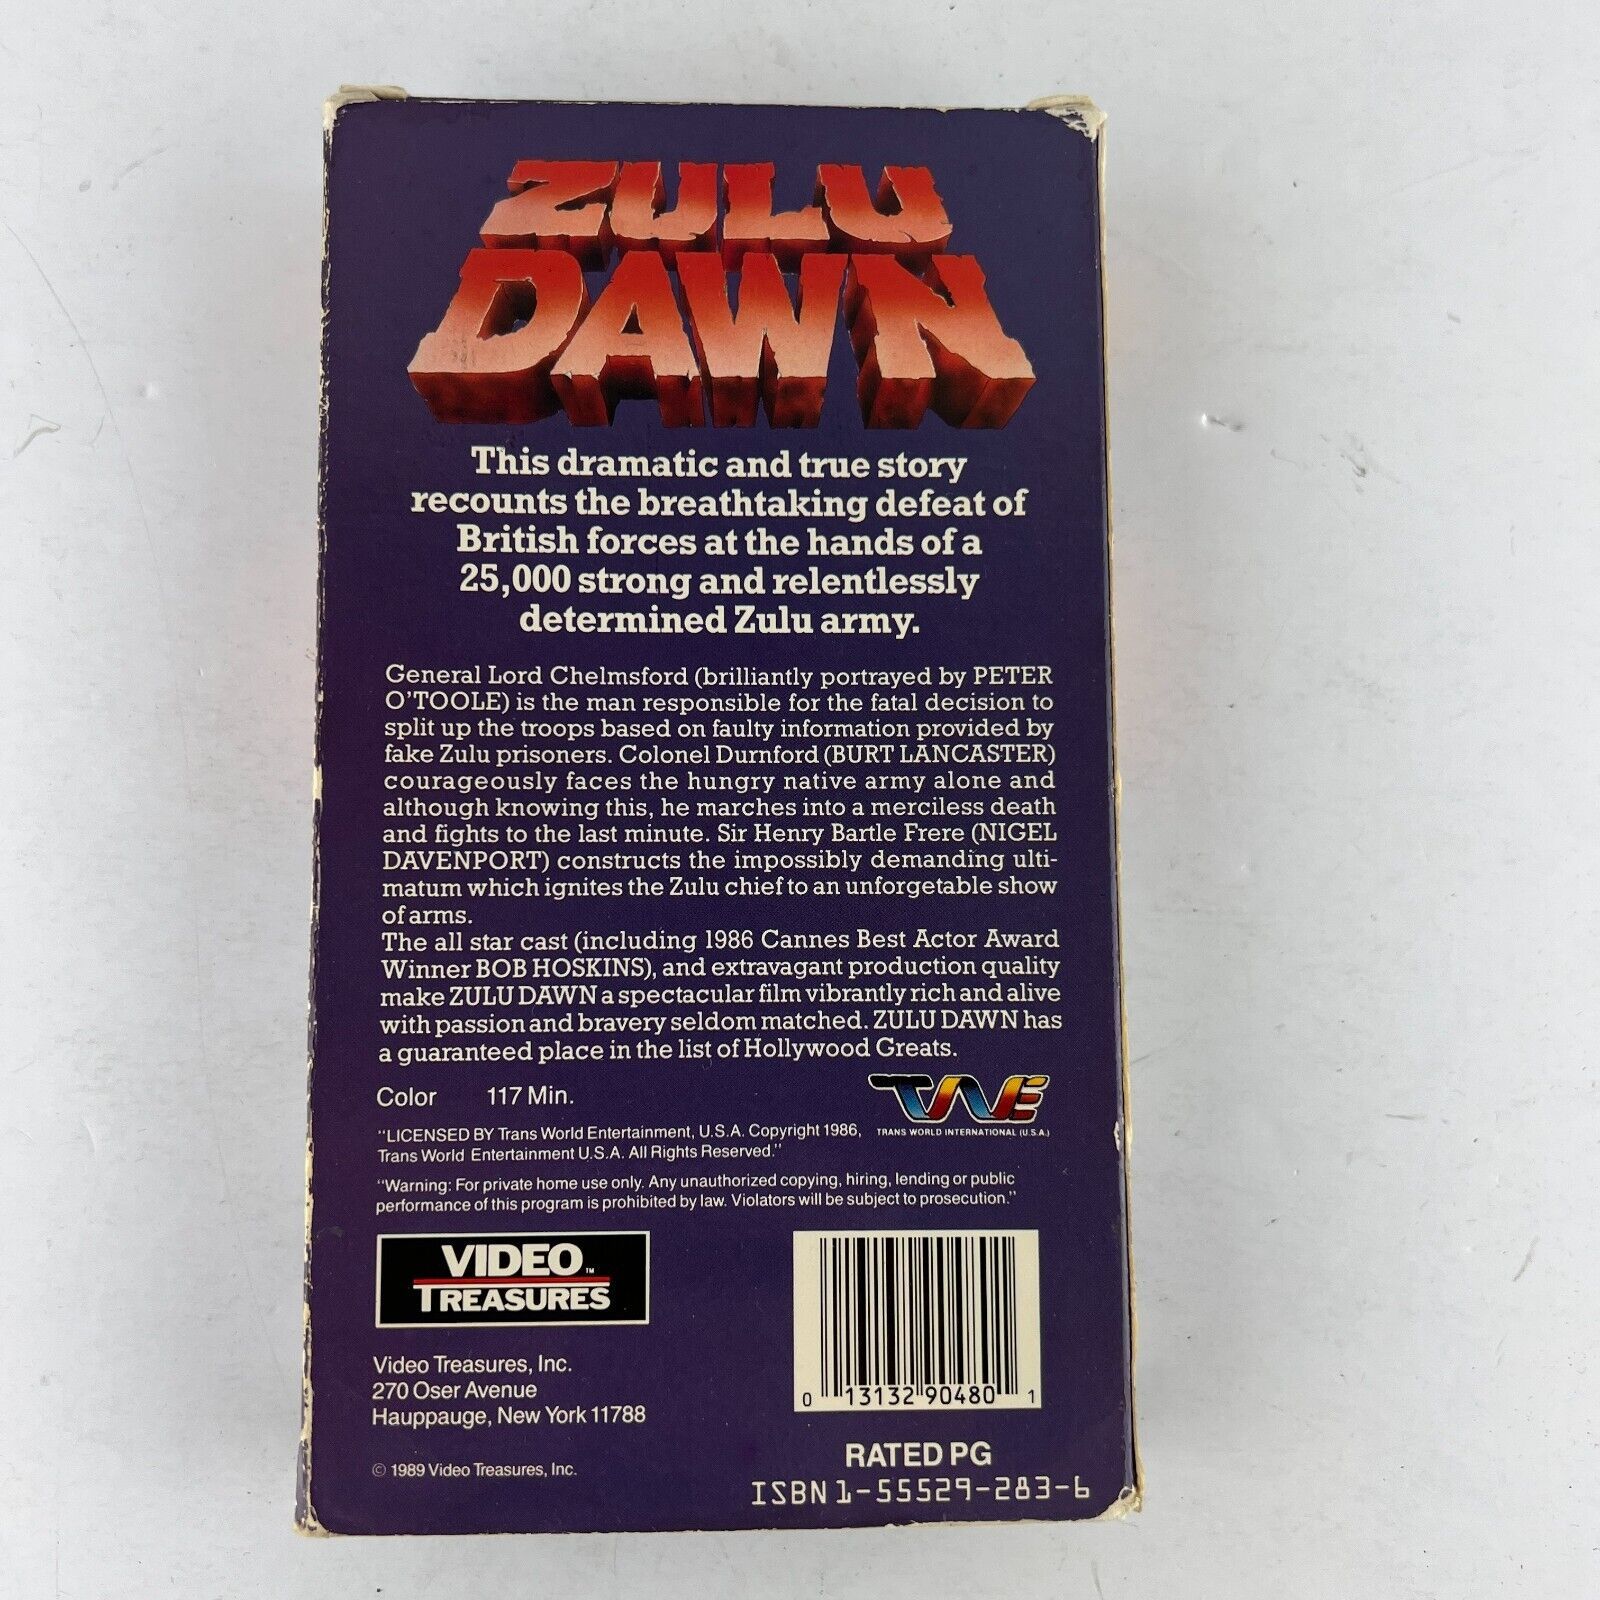 ZULU
DAWN
This dramatic and true story
recounts the breathtaking defeat of
British forces at the hands of a
25,000 strong and relentlessly
determined Zulu army.
General Lord Chelmsford (brilliantly portrayed by PETER
O'TOOLE) is the man responsible for the fatal decision to
split up the troops based on faulty information provided by
fake Zulu prisoners. Colonel Durnford (BURT LANCASTER)
courageously faces the hungry native army alone and
although knowing this, he marches into a merciless death
and fights to the last minute. Sir Henry Bartle Frere (NIGEL
DAVENPORT) constructs the impossibly demanding ulti-
matum which ignites the Zulu chief to an unforgetable show
of arms.
The all star cast (including 1986 Cannes Best Actor Award
Winner BOB HOSKINS), and extravagant production quality
make ZULU DAWN a spectacular film vibrantly rich and alive
with passion and bravery seldom matched. ZULU DAWN has
a guaranteed place in the list of Hollywood Greats.
Color 117 Min.
TWE
TRANS WORLD INTERNATIONAL (U.S.A.)
"LICENSED BY Trans World Entertainment, U.S.A. Copyright 1986,
Trans World Entertainment U.S.A. All Rights Reserved."
"Warning: For private home use only. Any unauthorized copying, hiring, lending or public
performance of this program is prohibited by law. Violators will be subject to prosecution."
VIDEO™
TREASURES
Video Treasures, Inc.
270 Oser Avenue
Hauppauge, New York 11788
© 1989 Video Treasures, Inc.
0 13132 90480 1
RATED PG
ISBN 1-55529-283-6